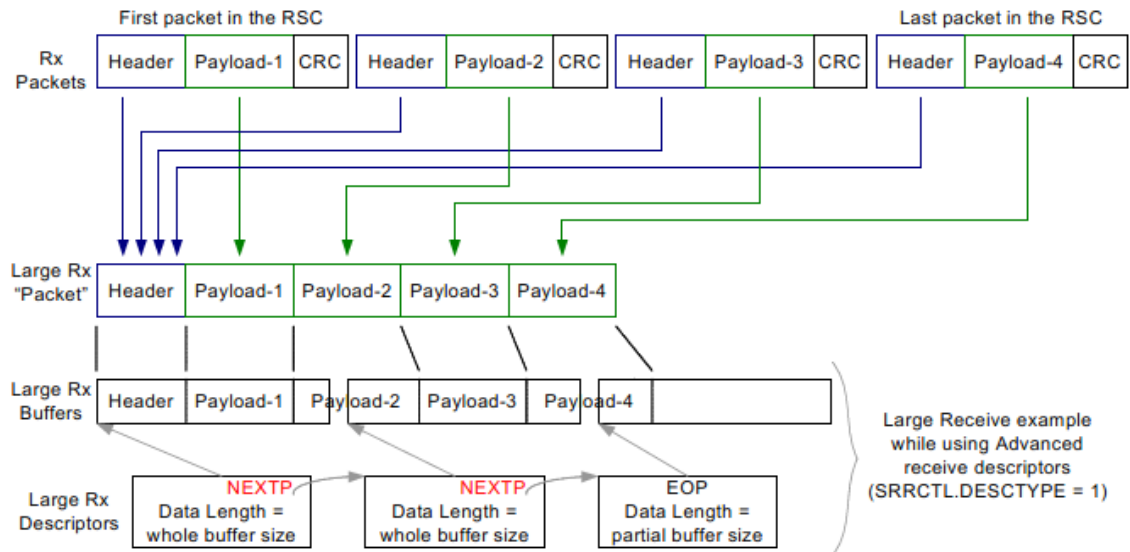 First packet in the RSC
Last packet in the RSC
Rx
Packets
Header Payload-1 CRC Header Payload-2 CRC Header Payload-3 CRC Header Payload-4 CRC
Large Rx
"Packet"
Header Payload-1 Payload-2 Payload-3 Payload-4
Large Rx
Buffers
Header Payload-1 Payload-2 Payload-3 Payload-4
Large Receive example
while using Advanced
receive descriptors
(SRRCTL.DESCTYPE = 1)
Large Rx
Descriptors
NEXTP
Data Length =
whole buffer size
NEXTP
Data Length =
whole buffer size
EOP
Data Length =
partial buffer size